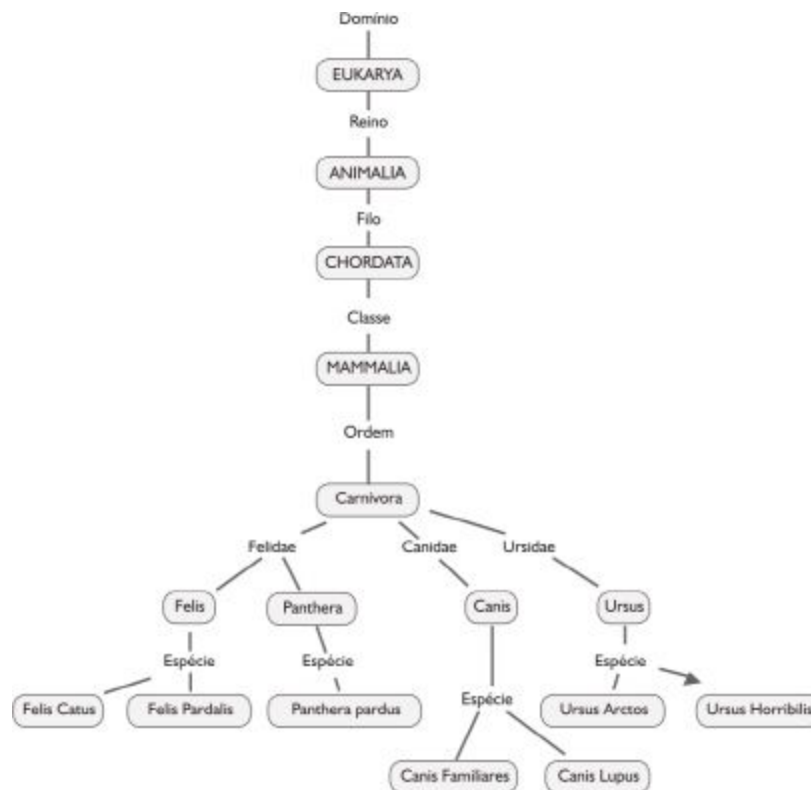 Domínio
EUKARYA
Reino
ANIMALIA
Filo
CHORDATA
Classe
MAMMALIA
Ordem
Carnívora
Felidae Canidae Ursidae
Felis Panthera Canis Ursus
Espécie Espécie Espécie
Espécie
Felis Catus Felis Pardalis Panthera pardus Ursus Arctos Ursus Horribilis
Canis Familiares Canis Lupus